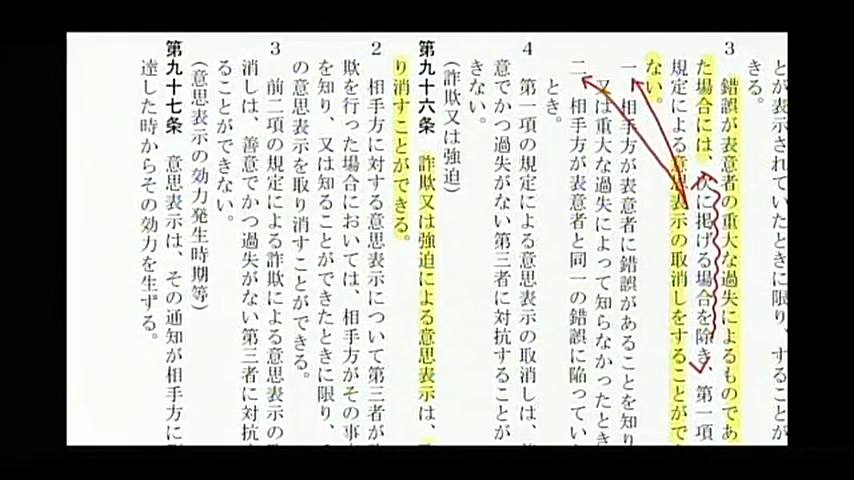 とが表示されていたときに限り、することが
きる。
3 錯誤が表意者の重大な過失によるものであ
た場合には、次に掲げる場合を除き、第一項
規定による意思表示の取消しをすることがで
ない。
一 相手方が表意者に錯誤があることを知り
又は重大な過失によって知らなかったとき
二 相手方が表意者と同一の錯誤に陥ってい
とき。
4 第一項の規定による意思表示の取消しは、
意でかつ過失がない第三者に対抗することが
きない。
(詐欺又は強迫)
第九十六条 詐欺又は強迫による意思表示は、
り消すことができる。
2 相手方に対する意思表示について第三者が
欺を行った場合においては、相手方がその事
を知り、又は知ることができたときに限り、
の意思表示を取り消すことができる。
3 前二項の規定による詐欺による意思表示の
消しは、善意でかつ過失がない第三者に対抗
ることができない。
(意思表示の効力発生時期等)
第九十七条 意思表示は、その通知が相手方に
達した時からその効力を生ずる。